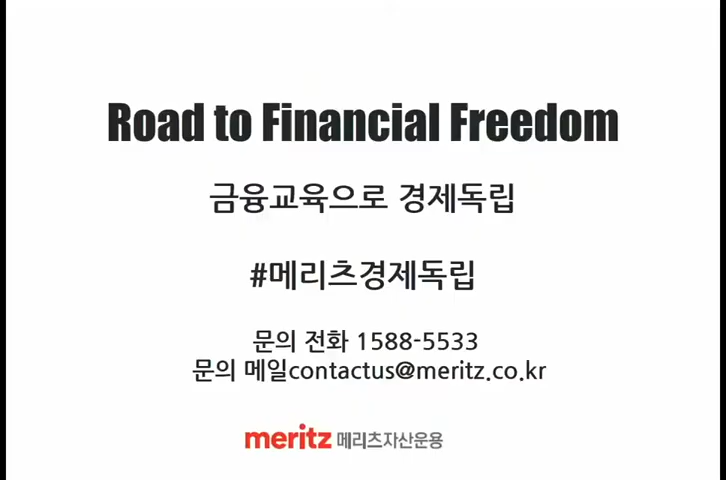 Road to Financial Freedom
금융교육으로 경제독립
#메리츠경제독립
문의 전화 1588-5533
문의 메일contactus@meritz.co.kr
meritz 메리츠자산운용